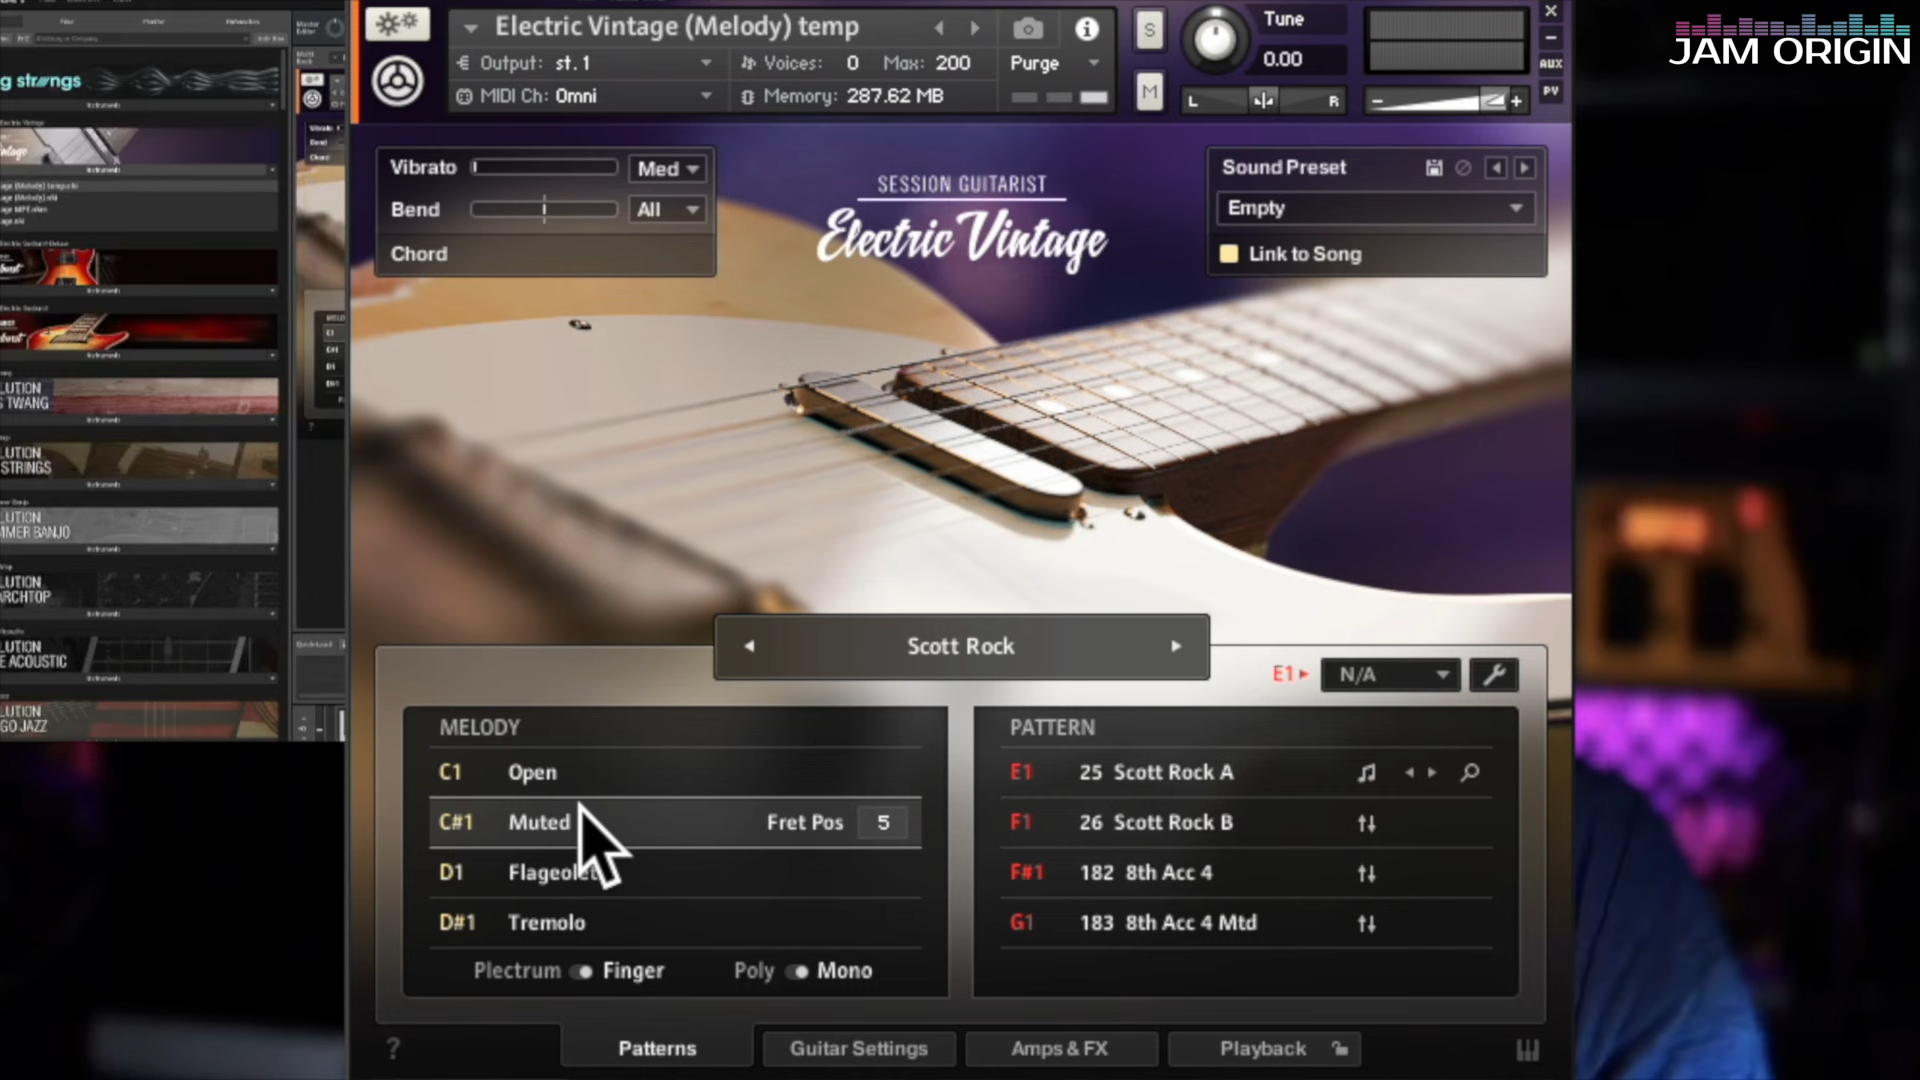 JAM ORIGIN
Electric Vintage (Melody) temp
Output: st.1
Voices: 0 Max: 200
Purge
MIDI Ch: Omni
Memory: 287.62 MB
S
M
Tune
0.00
L R
- +
AUX
PV
Vibrato Med
Bend All
Chord
SESSION GUITARIST
Electric Vintage
Sound Preset
Empty
Link to Song
g strings
LUTION
TWANG
LUTION
STRINGS
LUTION
MMER BANJO
LUTION
ARCHTOP
LUTION
E ACOUSTIC
LUTION
GO JAZZ
Scott Rock
E1 N/A
MELODY
C1 Open
C#1 Muted Fret Pos 5
D1 Flageolet
D#1 Tremolo
Plectrum Finger Poly Mono
PATTERN
E1 25 Scott Rock A
F1 26 Scott Rock B
F#1 182 8th Acc 4
G1 183 8th Acc 4 Mtd
?
Patterns
Guitar Settings
Amps & FX
Playback